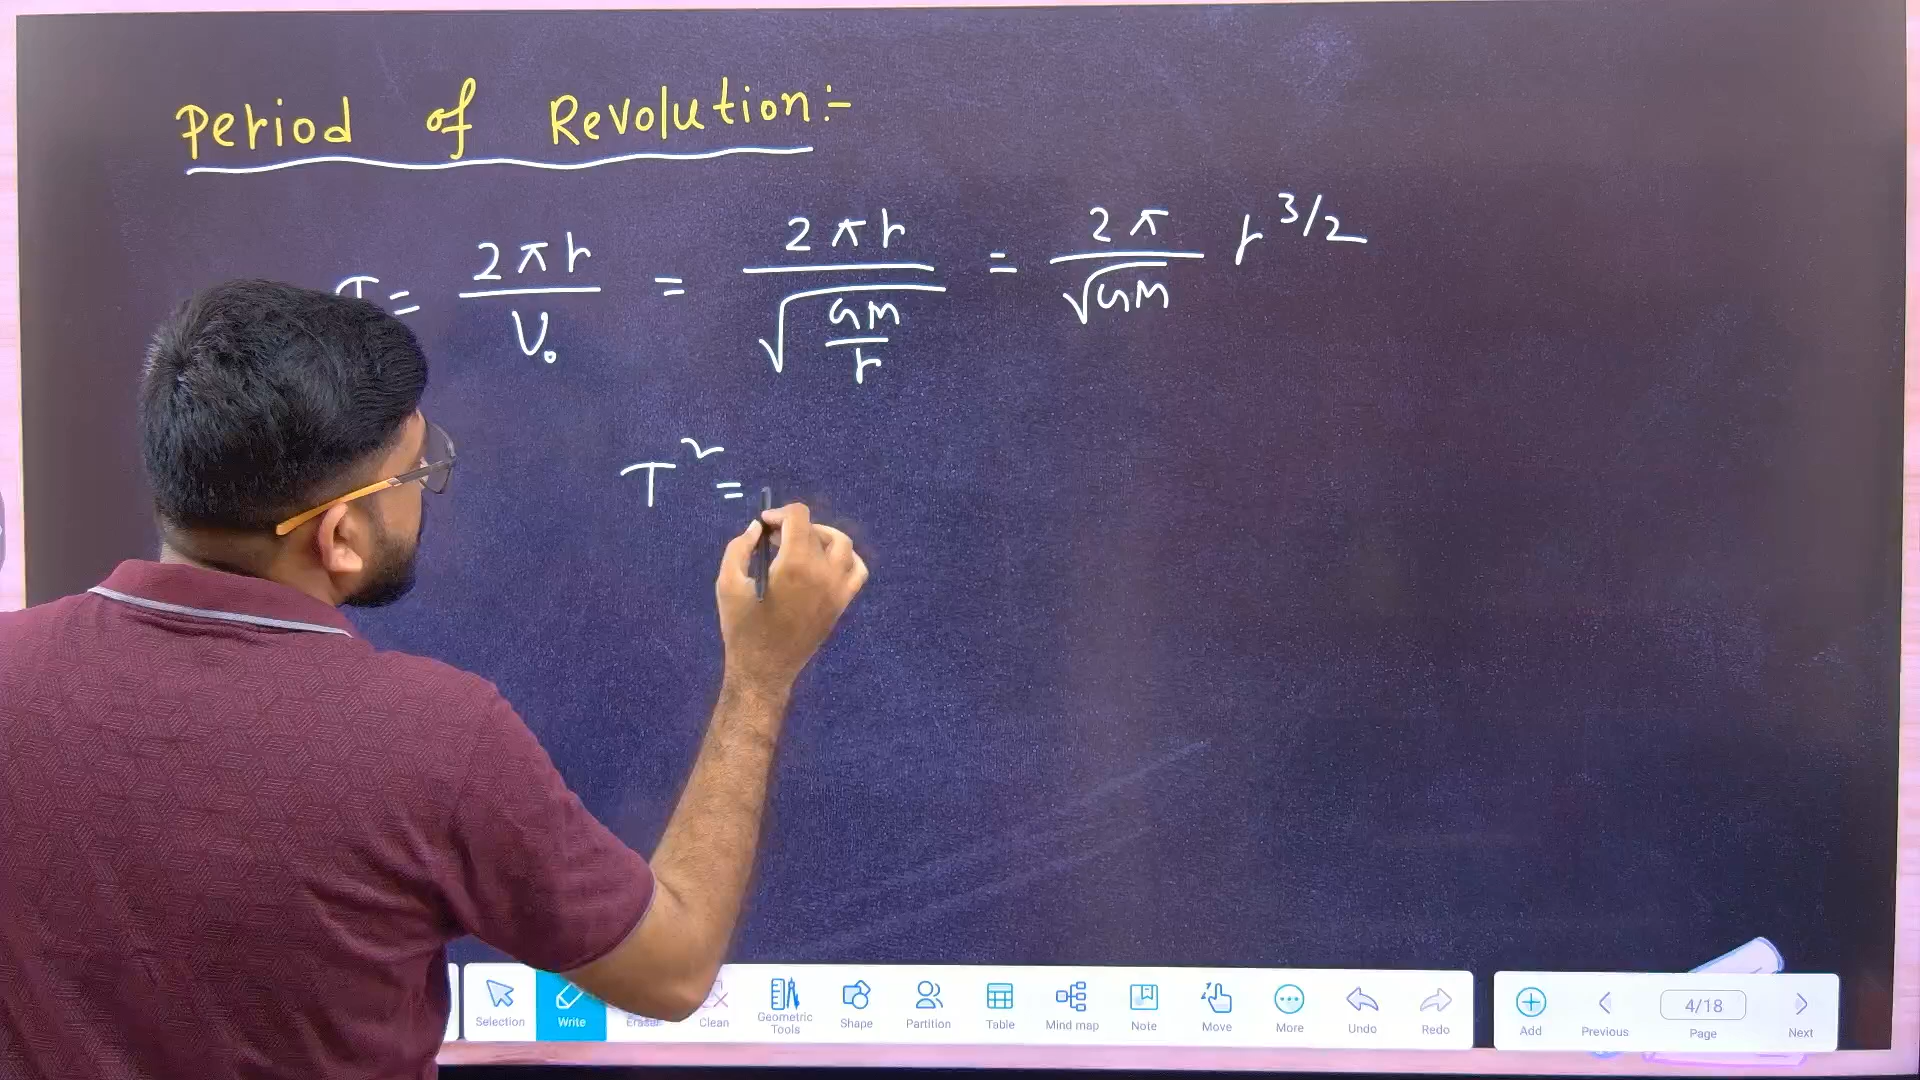 Period of Revolution:-
T = 2πr / V₀ = 2πr / √(GM/r) = 2π / √GM r^3/2
T² =
Selection Write Eraser Clean Geometric Tools Shape Partition Table Mind map Note Move More Undo Redo Add Previous 4/18 Page Next